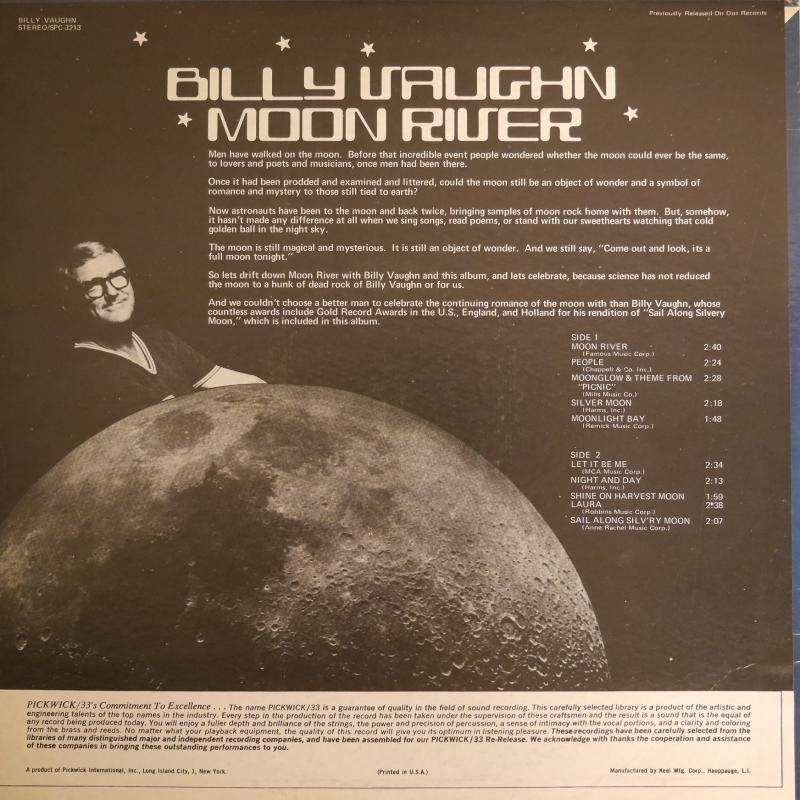 BILLY VAUGHN
STEREO/SPC-3213
Previously Released On Dot Records
BILLY VAUGHN
MOON RIVER
Men have walked on the moon. Before that incredible event people wondered whether the moon could ever be the same,
to lovers and poets and musicians, once men had been there.
Once it had been prodded and examined and littered, could the moon still be an object of wonder and a symbol of
romance and mystery to those still tied to earth?
Now astronauts have been to the moon and back twice, bringing samples of moon rock home with them. But, somehow,
it hasn't made any difference at all when we sing songs, read poems, or stand with our sweethearts watching that cold
golden ball in the night sky.
The moon is still magical and mysterious. It is still an object of wonder. And we still say, "Come out and look, its a
full moon tonight."
So lets drift down Moon River with Billy Vaughn and this album, and lets celebrate, because science has not reduced
the moon to a hunk of dead rock of Billy Vaughn or for us.
And we couldn't choose a better man to celebrate the continuing romance of the moon with than Billy Vaughn, whose
countless awards include Gold Record Awards in the U.S., England, and Holland for his rendition of "Sail Along Silvery
Moon," which is included in this album.
SIDE 1
MOON RIVER 2:40
(Famous Music Corp.)
PEOPLE 2:24
(Chappell & Co. Inc.)
MOONGLOW & THEME FROM 2:28
"PICNIC"
(Mills Music Co.)
SILVER MOON 2:18
(Harms, Inc.)
MOONLIGHT BAY 1:48
(Remick Music Corp.)
SIDE 2
LET IT BE ME 2:34
(MCA Music Corp.)
NIGHT AND DAY 2:13
(Harms, Inc.)
SHINE ON HARVEST MOON 1:59
LAURA 2:38
(Robbins Music Corp.)
SAIL ALONG SILV'RY MOON 2:07
(Anne Rachel Music Corp.)
PICKWICK/33's Commitment To Excellence . . . The name PICKWICK/33 is a guarantee of quality in the field of sound recording. This carefully selected library is a product of the artistic and
engineering talents of the top names in the industry. Every step in the production of the record has been taken under the supervision of these craftsmen and the result is a sound that is the equal of
any record being produced today. You will enjoy a fuller depth and brilliance of the strings, the power and precision of percussion, a sense of intimacy with the vocal portions, and a clarity and coloring
from the brass and reeds. No matter what your playback equipment, the quality of this record will give you its optimum in listening pleasure. These recordings have been carefully selected from the
libraries of many distinguished major and independent recording companies, and have been assembled for our PICKWICK/33 Re-Release. We acknowledge with thanks the cooperation and assistance
of these companies in bringing these outstanding performances to you.
A product of Pickwick International, Inc., Long Island City, 1, New York.
(Printed in U.S.A.)
Manufactured by Keel Mfg. Corp., Hauppauge, L.I.